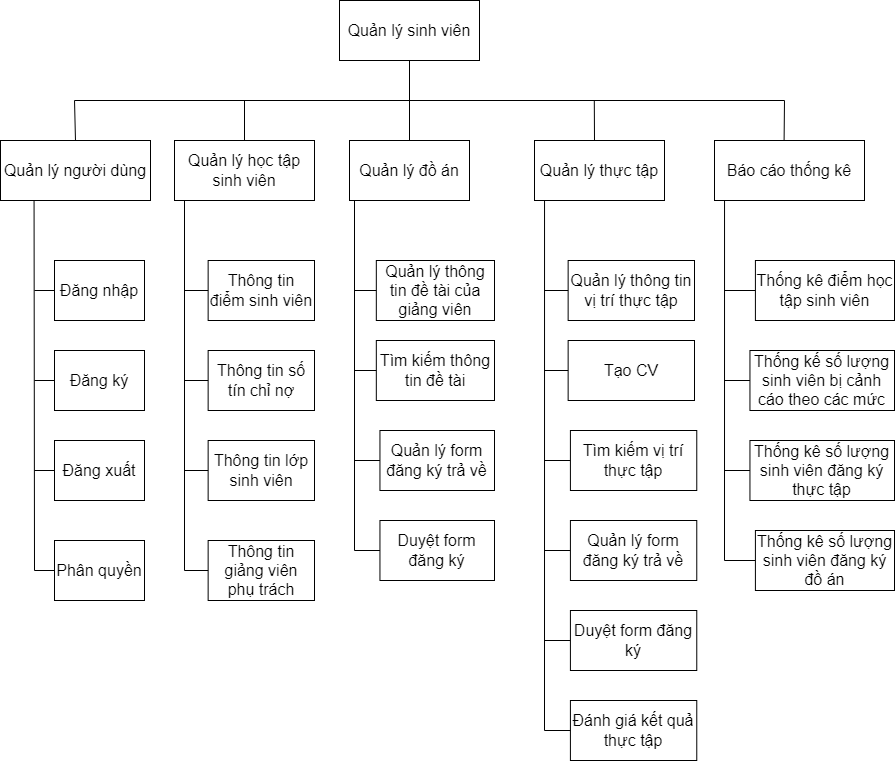 Quản lý sinh viên
Quản lý người dùng
Quản lý học tập
sinh viên
Quản lý đồ án
Quản lý thực tập
Báo cáo thống kê
Đăng nhập
Đăng ký
Đăng xuất
Phân quyền
Thông tin
điểm sinh viên
Thông tin số
tín chỉ nợ
Thông tin lớp
sinh viên
Thông tin
giảng viên
phụ trách
Quản lý thông
tin đề tài của
giảng viên
Tìm kiếm thông
tin đề tài
Quản lý form
đăng ký trả về
Duyệt form
đăng ký
Quản lý thông tin
vị trí thực tập
Tạo CV
Tìm kiếm vị trí
thực tập
Quản lý form
đăng ký trả về
Duyệt form đăng
ký
Đánh giá kết quả
thực tập
Thống kê điểm học
tập sinh viên
Thống kế số lượng
sinh viên bị cảnh
cáo theo các mức
Thống kê số lượng
sinh viên đăng ký
thực tập
Thống kê số lượng
sinh viên đăng ký
đồ án